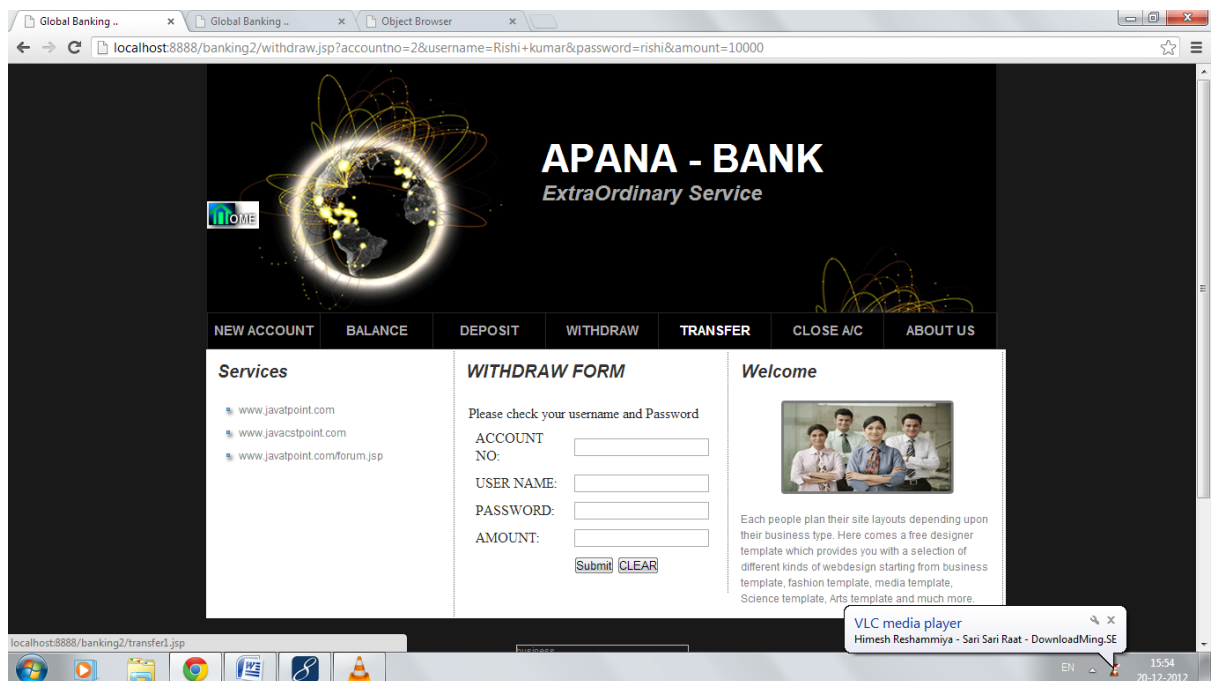 Global Banking ..
Global Banking ..
Object Browser
localhost:8888/banking2/withdraw.jsp?accountno=2&username=Rishi+kumar&password=rishi&amount=10000
APANA - BANK
ExtraOrdinary Service
HOME
NEW ACCOUNT BALANCE DEPOSIT WITHDRAW TRANSFER CLOSE A/C ABOUT US
Services
www.javatpoint.com
www.javacstpoint.com
www.javatpoint.com/forum.jsp
WITHDRAW FORM
Please check your username and Password
ACCOUNT
NO:
USER NAME:
PASSWORD:
AMOUNT:
Submit CLEAR
Welcome
Each people plan their site layouts depending upon
their business type. Here comes a free designer
template which provides you with a selection of
different kinds of webdesign starting from business
template, fashion template, media template,
Science template, Arts template and much more.
VLC media player
Himesh Reshammiya - Sari Sari Raat - DownloadMing.SE
localhost:8888/banking2/transfer1.jsp
business
EN
15:54
20-12-2012